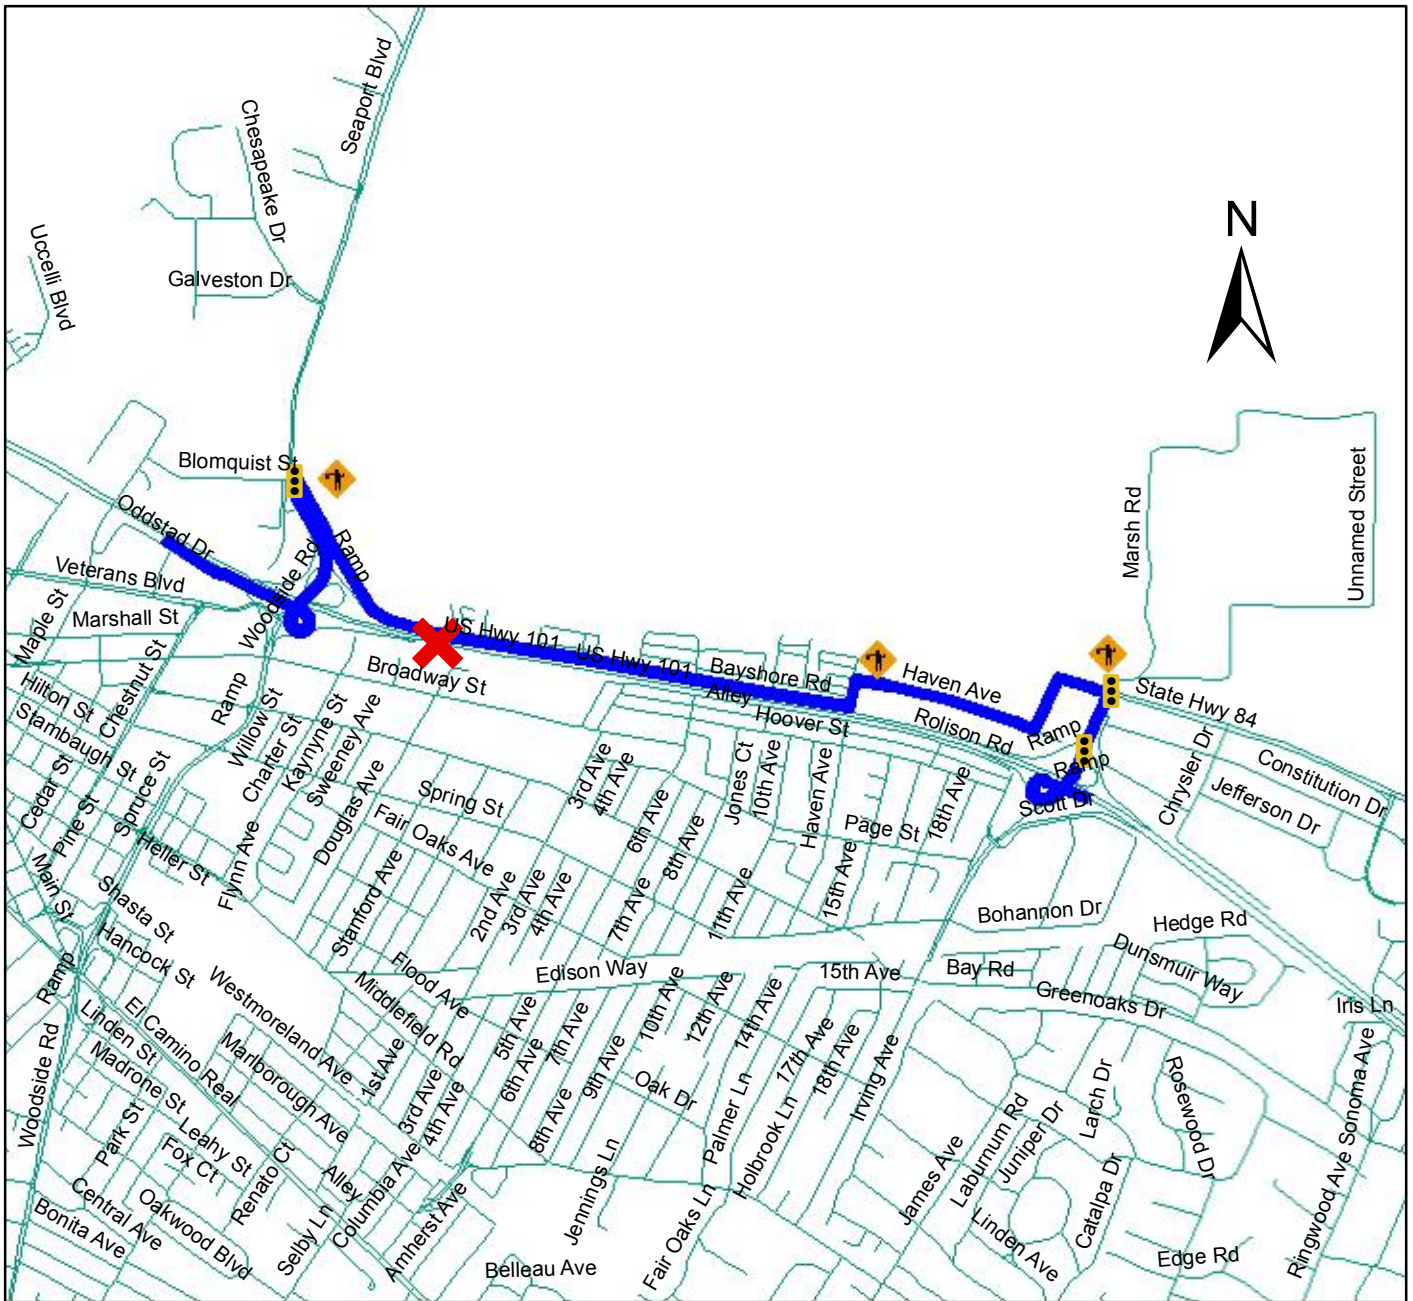 Seaport Blvd
Chesapeake Dr
N
Uccelli Blvd
Galveston Dr
Blomquist St
Marsh Rd
Unnamed Street
Oddstad Dr
Ramp
Woodside Rd
Veterans Blvd
Marshall St
Maple St
US Hwy 101
US Hwy 101
Bayshore Rd
Haven Ave
State Hwy 84
Broadway St
Alley
Hoover St
Rolison Rd
Ramp
Ramp
Scott Dr
Chrysler Dr
Constitution Dr
Jefferson Dr
Hilton St
Chestnut St
Stambaugh St
Ramp
Willow St
Charter St
Kaynyne St
Sweeney Ave
Douglas Ave
Cedar St
Pine St
Spruce St
Spring St
Fair Oaks Ave
3rd Ave
4th Ave
6th Ave
8th Ave
Jones Ct
10th Ave
Haven Ave
Page St
18th Ave
Main St
Heller St
Flynn Ave
Stanford Ave
2nd Ave
3rd Ave
4th Ave
7th Ave
11th Ave
15th Ave
Bohannon Dr
Hedge Rd
Shasta St
Hancock St
Westmoreland Ave
Flood Ave
Middlefield Rd
Edison Way
15th Ave
Bay Rd
Dunsmuir Way
Greenoaks Dr
Iris Ln
Ramp
Linden St
El Camino Real
Madrone St
Marlborough Ave
1st Ave
3rd Ave
4th Ave
5th Ave
6th Ave
7th Ave
8th Ave
9th Ave
10th Ave
12th Ave
14th Ave
17th Ave
18th Ave
Irving Ave
Oak Dr
Woodside Rd
Park St
Leahy St
Fox Ct
Renato Ct
Alley
Columbia Ave
Palmer Ln
Holbrook Ln
James Ave
Laburnum Rd
Juniper Dr
Larch Dr
Rosewood Dr
Sonoma Ave
Ringwood Ave
Central Ave
Bonita Ave
Oakwood Blvd
Selby Ln
Amherst Ave
Jennings Ln
Belleau Ave
Fair Oaks Ln
Linden Ave
Catalpa Dr
Edge Rd